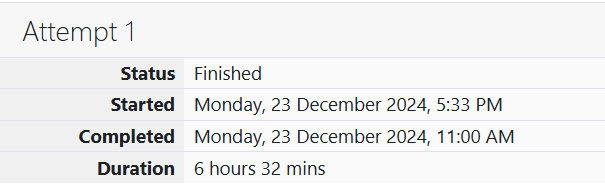 Attempt 1
Status Finished
Started Monday, 23 December 2024, 5:33 PM
Completed Monday, 23 December 2024, 11:00 AM
Duration 6 hours 32 mins